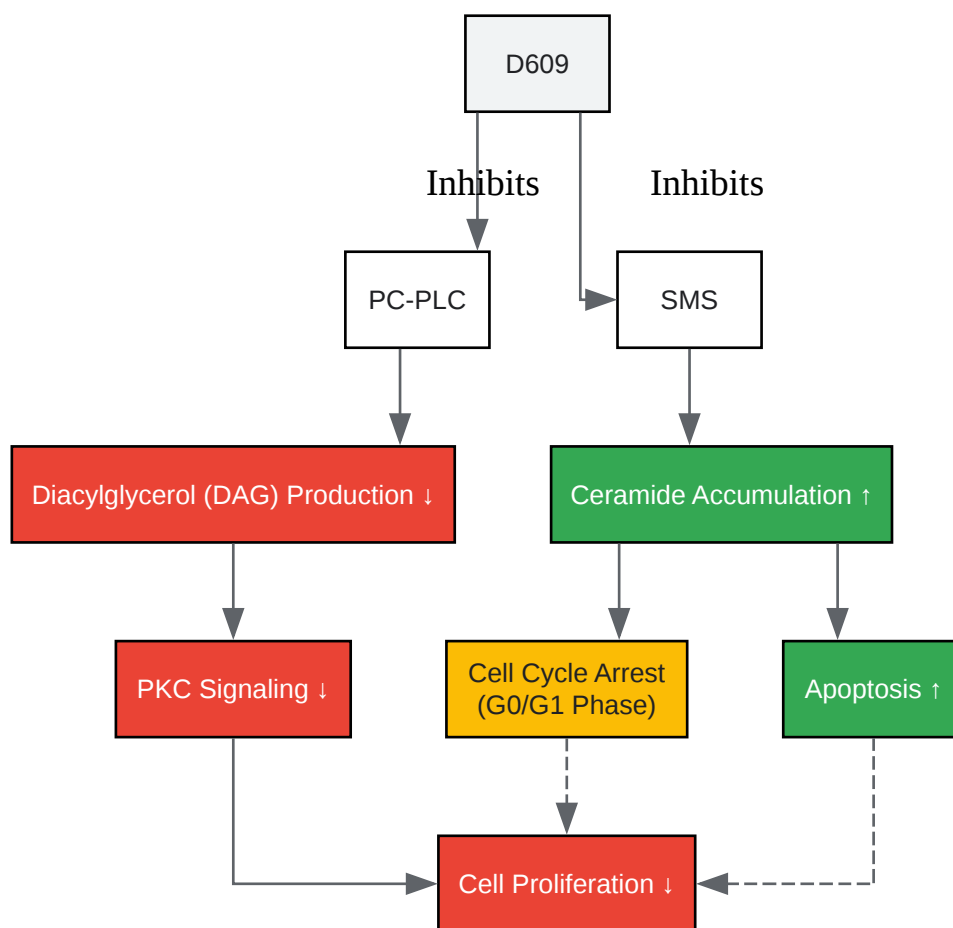 D609
Inhibits
Inhibits
PC-PLC
SMS
Diacylglycerol (DAG) Production ↓
Ceramide Accumulation ↑
PKC Signaling ↓
Cell Cycle Arrest
(G0/G1 Phase)
Apoptosis ↑
Cell Proliferation ↓